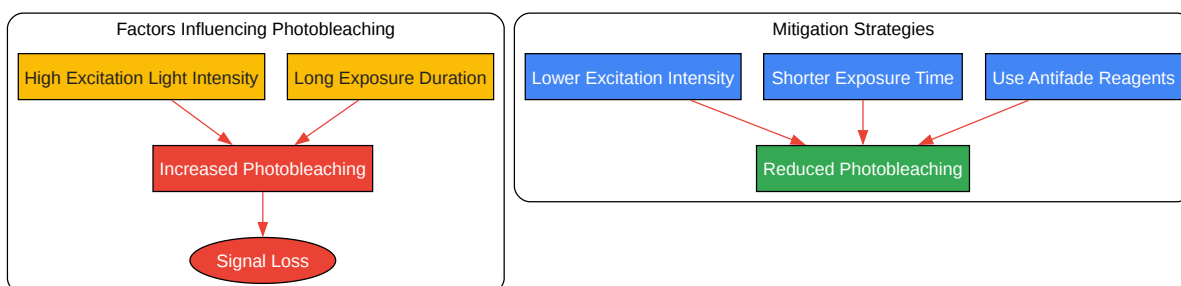 Factors Influencing Photobleaching
High Excitation Light Intensity
Long Exposure Duration
Increased Photobleaching
Signal Loss
Mitigation Strategies
Lower Excitation Intensity
Shorter Exposure Time
Use Antifade Reagents
Reduced Photobleaching